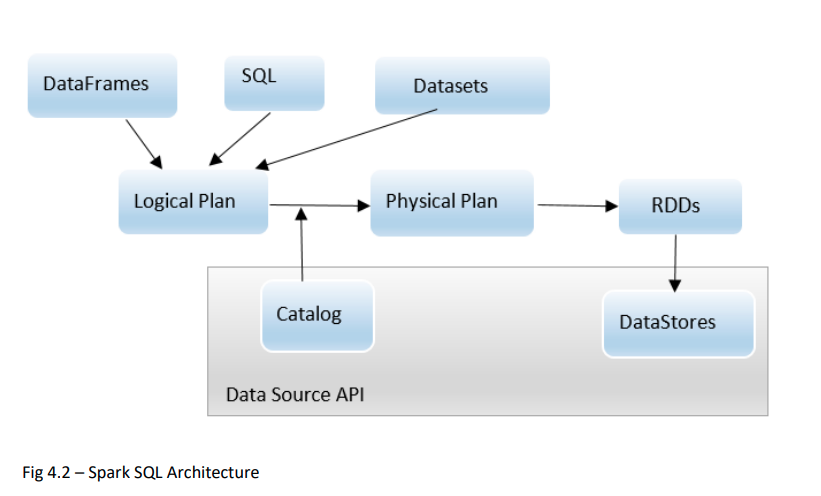 DataFrames
SQL
Datasets
Logical Plan
Physical Plan
RDDs
Catalog
DataStores
Data Source API
Fig 4.2 – Spark SQL Architecture